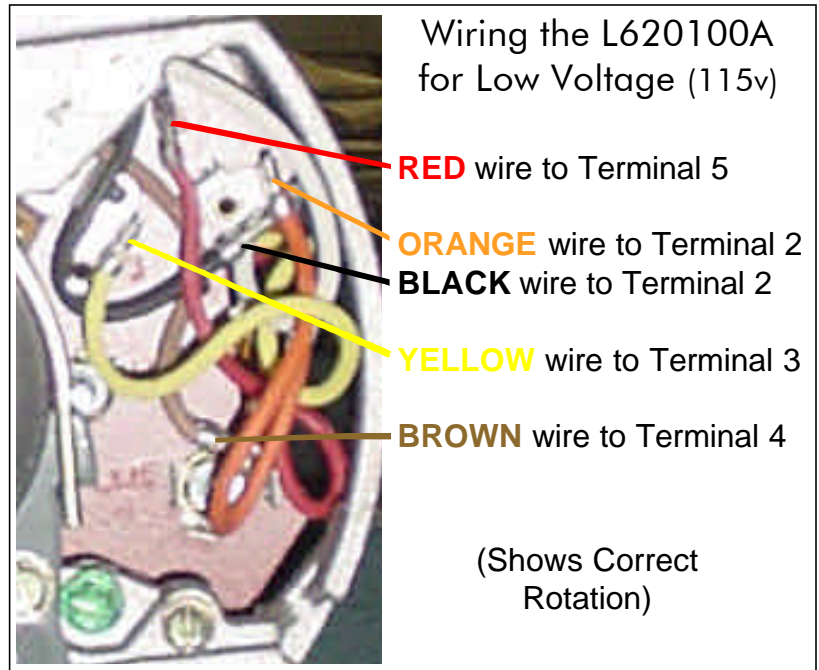 Wiring the L620100A
for Low Voltage (115v)
RED wire to Terminal 5
ORANGE wire to Terminal 2
BLACK wire to Terminal 2
YELLOW wire to Terminal 3
BROWN wire to Terminal 4
(Shows Correct
Rotation)